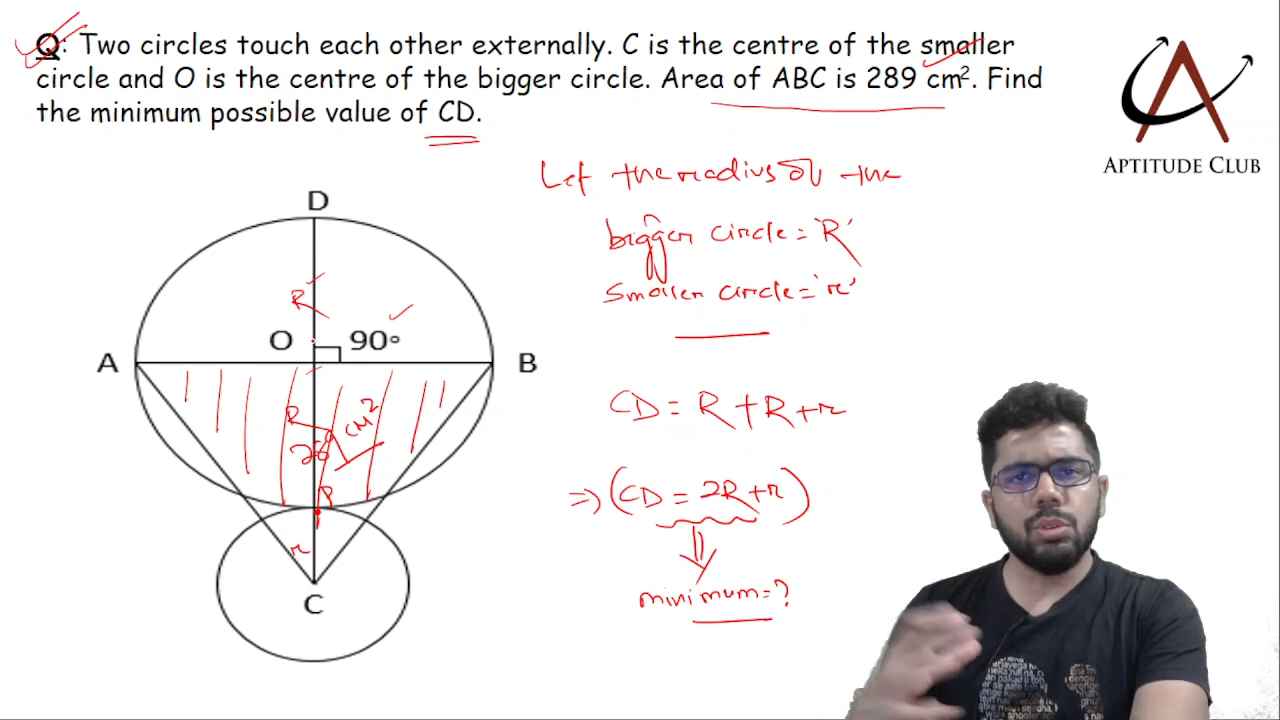 Q: Two circles touch each other externally. C is the centre of the smaller
circle and O is the centre of the bigger circle. Area of ABC is 289 cm². Find
the minimum possible value of CD.
APTITUDE CLUB
Let the radius of the
bigger circle = 'R'
smaller circle = 'r'
CD = R + R + r
⇒ (CD = 2R + r)
minimum = ?
D
R
O 90°
A B
R
cm²
P
r
C